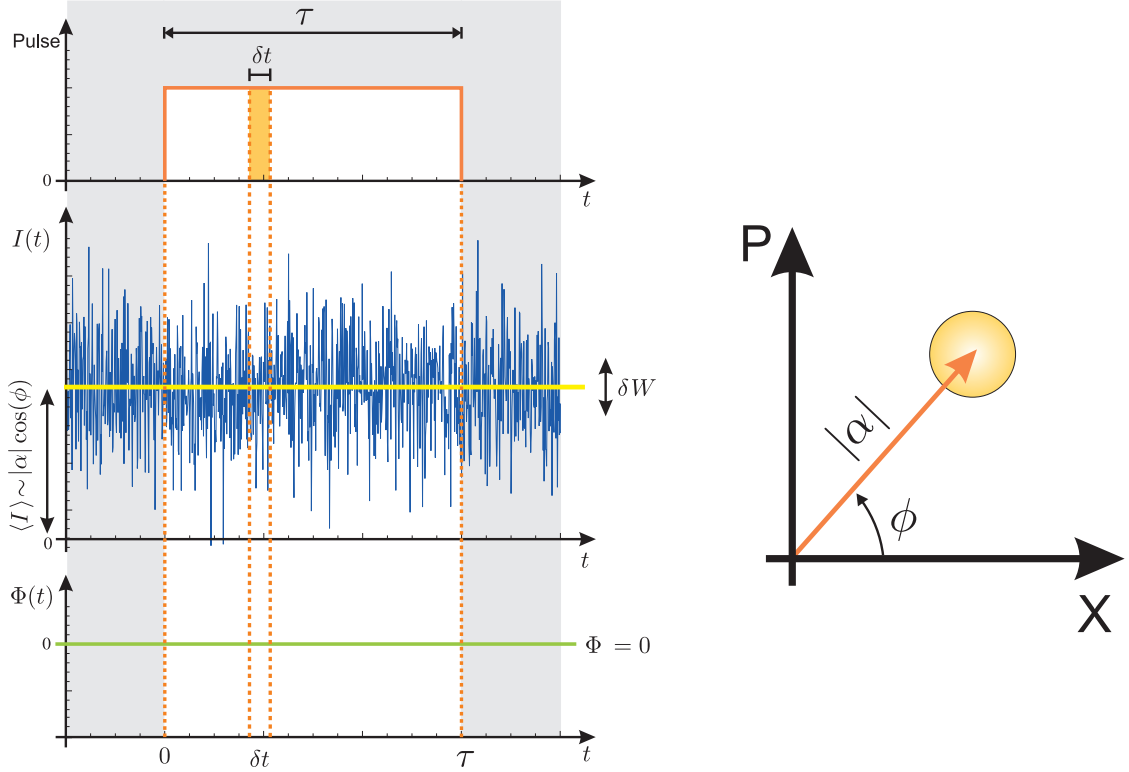 τ
Pulse
δt
0
t
I(t)
δW
⟨I⟩~|α| cos(ϕ)
0
t
Φ(t)
0
Φ = 0
0
δt
τ
t
P
|α|
ϕ
X